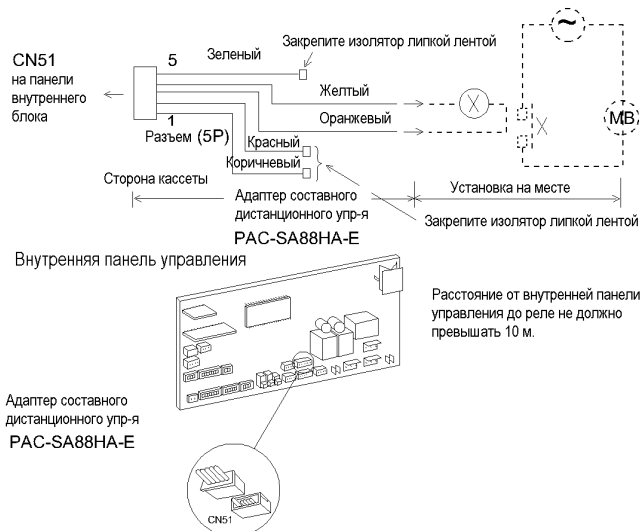 CN51
на панели
внутреннего
блока
5
Зеленый
Закрепите изолятор липкой лентой
Желтый
Оранжевый
1
Разъем (5P)
Красный
Коричневый
X
X
~
МВ
Сторона кассеты
Адаптер составного
дистанционного упр-я
PAC-SA88HA-E
Установка на месте
Закрепите изолятор липкой лентой
Внутренняя панель управления
Расстояние от внутренней панели
управления до реле не должно
превышать 10 м.
Адаптер составного
дистанционного упр-я
PAC-SA88HA-E
CN51